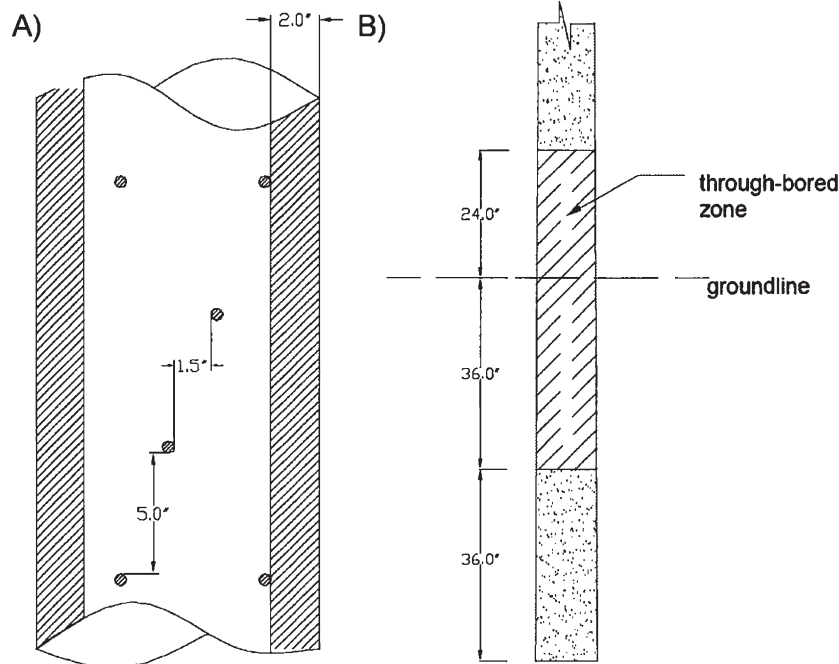 A)
2.0"
B)
through-bored
zone
24.0"
groundline
1.5"
36.0"
5.0"
36.0"